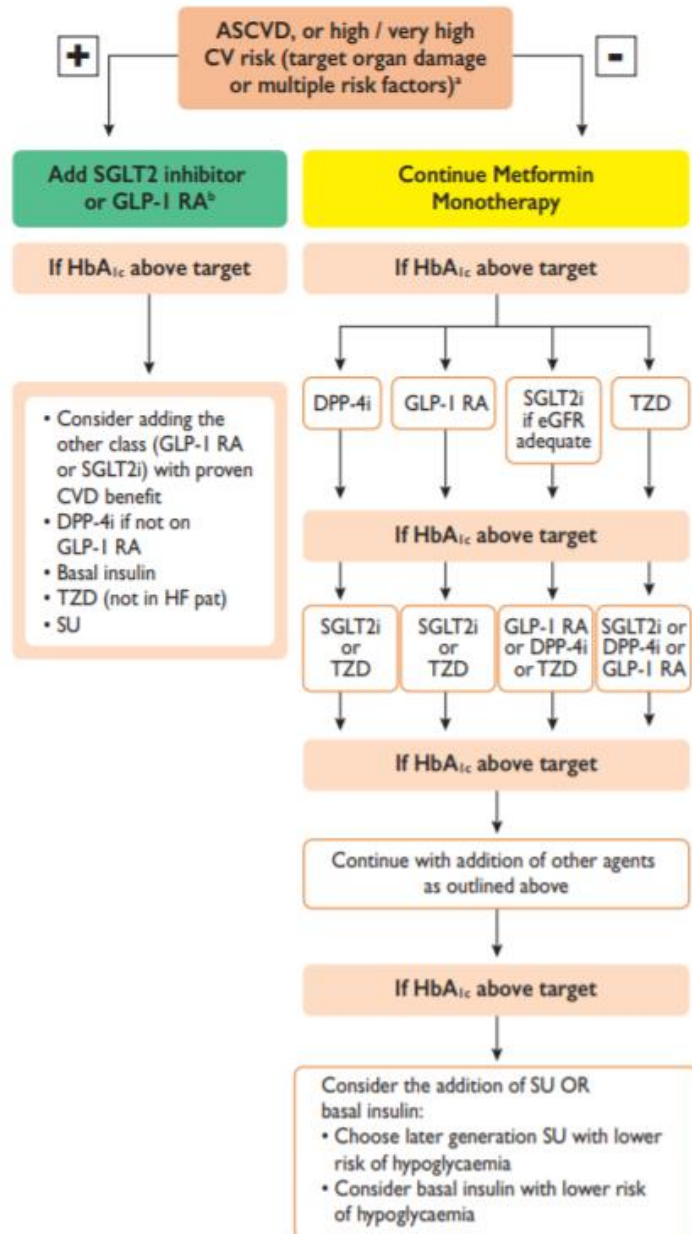 +
ASCVD, or high / very high
CV risk (target organ damage
or multiple risk factors)ᵃ
-
Add SGLT2 inhibitor
or GLP-1 RAᵇ
If HbA₁c above target
• Consider adding the
other class (GLP-1 RA
or SGLT2i) with proven
CVD benefit
• DPP-4i if not on
GLP-1 RA
• Basal insulin
• TZD (not in HF pat)
• SU
Continue Metformin
Monotherapy
If HbA₁c above target
DPP-4i
GLP-1 RA
SGLT2i
if eGFR
adequate
TZD
If HbA₁c above target
SGLT2i
or
TZD
SGLT2i
or
TZD
GLP-1 RA
or DPP-4i
or TZD
SGLT2i or
DPP-4i or
GLP-1 RA
If HbA₁c above target
Continue with addition of other agents
as outlined above
If HbA₁c above target
Consider the addition of SU OR
basal insulin:
• Choose later generation SU with lower
risk of hypoglycaemia
• Consider basal insulin with lower risk
of hypoglycaemia